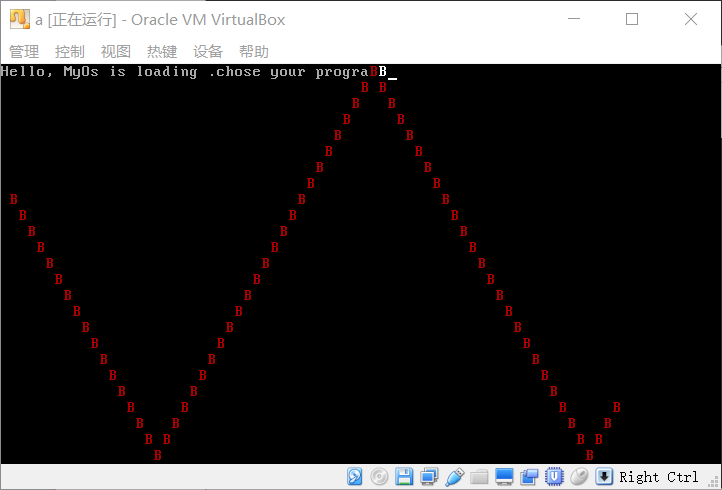 a [正在运行] - Oracle VM VirtualBox
管理 控制 视图 热键 设备 帮助
Hello, MyOs is loading .chose your prograBB_
B B
B B
B B
B B
B B
B B
B B
B B B
B B B
B B B
B B B
B B B
B B B
B B B
B B B
B B B
B B B
B B B
B B B
B B B
B B B B
B B B B
B B B B
B B
Right Ctrl